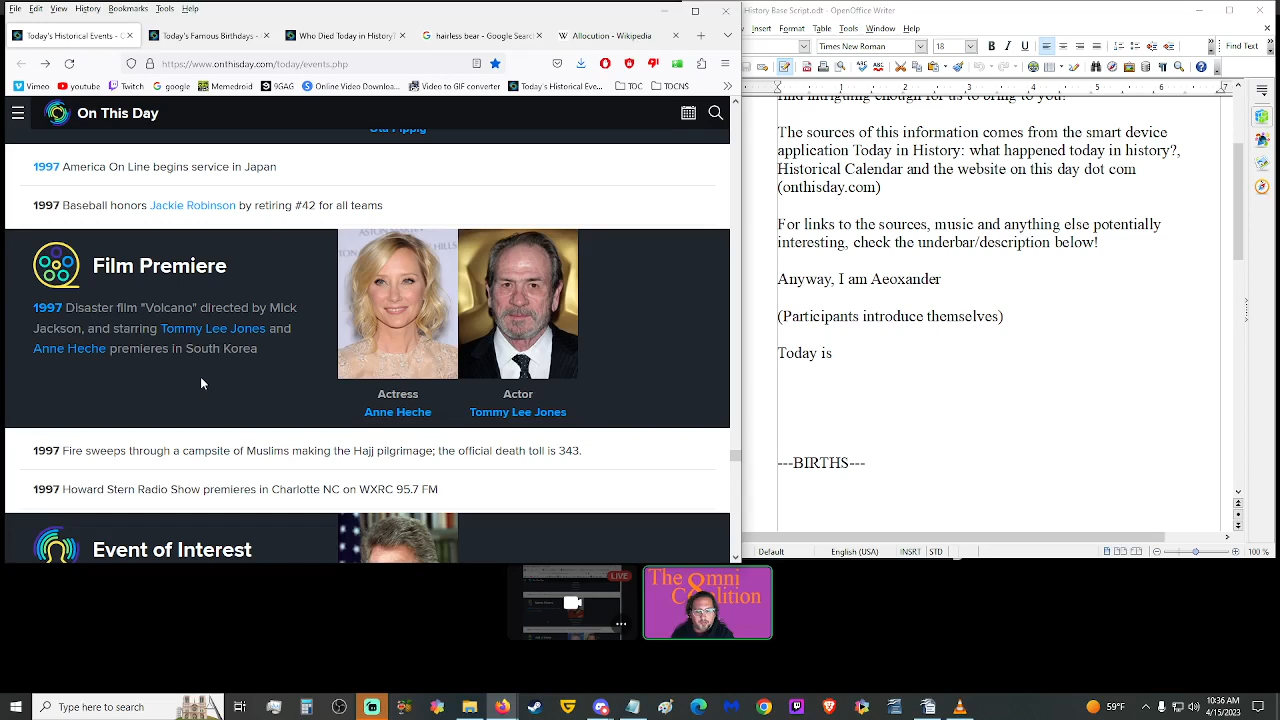 File Edit View History Bookmarks Tools Help
History Base Script.odt - OpenOffice Writer
Today in Historical Events - O
Today's Famous Birthdays -
Who Died Today in History?
hairless bear - Google Search
Allocution - Wikipedia
Insert View Format Table Tools Window Help
https://www.onthisday.com/today/events.php
Times New Roman
18
Find Text
Vimeo youtube Twitch google Memedroid 9GAG Online Video Downloa... Video to GIF converter Today's Historical Eve... TOC TOCNS
On This Day
Uta Pippig
1997 America On Line begins service in Japan
1997 Baseball honors Jackie Robinson by retiring #42 for all teams
Film Premiere
1997 Disaster film "Volcano" directed by Mick
Jackson, and starring Tommy Lee Jones and
Anne Heche premieres in South Korea
Actress
Anne Heche
Actor
Tommy Lee Jones
1997 Fire sweeps through a campsite of Muslims making the Hajj pilgrimage; the official death toll is 343.
1997 Howard Stern Radio Show premieres in Charlotte NC on WXRC 95.7 FM
Event of Interest
find intriguing enough for us to bring to you!
The sources of this information comes from the smart device
application Today in History: what happened today in history?,
Historical Calendar and the website on this day dot com
(onthisday.com)
For links to the sources, music and anything else potentially
interesting, check the underbar/description below!
Anyway, I am Aeoxander
(Participants introduce themselves)
Today is
---BIRTHS---
Default English (USA) INSRT STD 100 %
LIVE
The Omni
Coalition
Type here to search
59°F
10:36 AM
4/15/2023